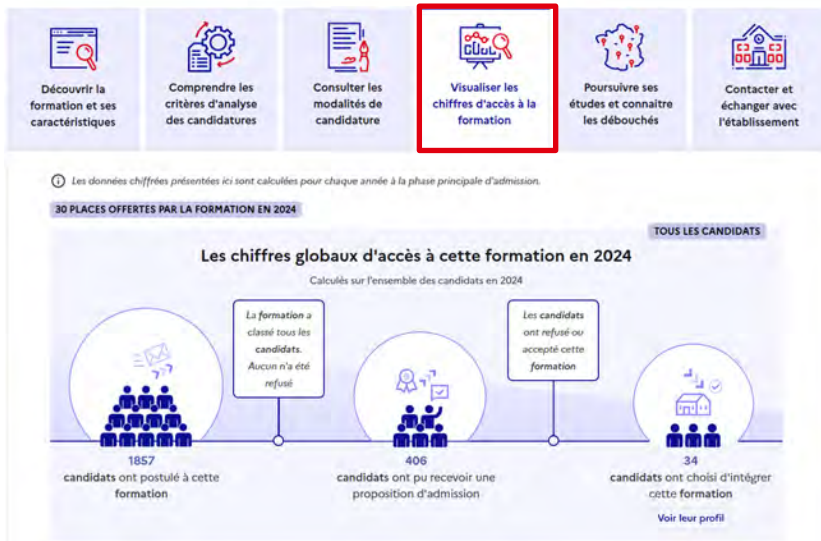 Découvrir la
formation et ses
caractéristiques
Comprendre les
critères d'analyse
des candidatures
Consulter les
modalités de
candidature
Visualiser les
chiffres d'accès à la
formation
Poursuivre ses
études et connaitre
les débouchés
Contacter et
échanger avec
l'établissement
Les données chiffrées présentées ici sont calculées pour chaque année à la phase principale d'admission.
30 PLACES OFFERTES PAR LA FORMATION EN 2024
TOUS LES CANDIDATS
Les chiffres globaux d'accès à cette formation en 2024
Calculés sur l'ensemble des candidats en 2024
La formation a
classé tous les
candidats.
Aucun n'a été
refusé
Les candidats
ont refusé ou
accepté cette
formation
1857
candidats ont postulé à cette
formation
406
candidats ont pu recevoir une
proposition d'admission
34
candidats ont choisi d'intégrer
cette formation
Voir leur profil